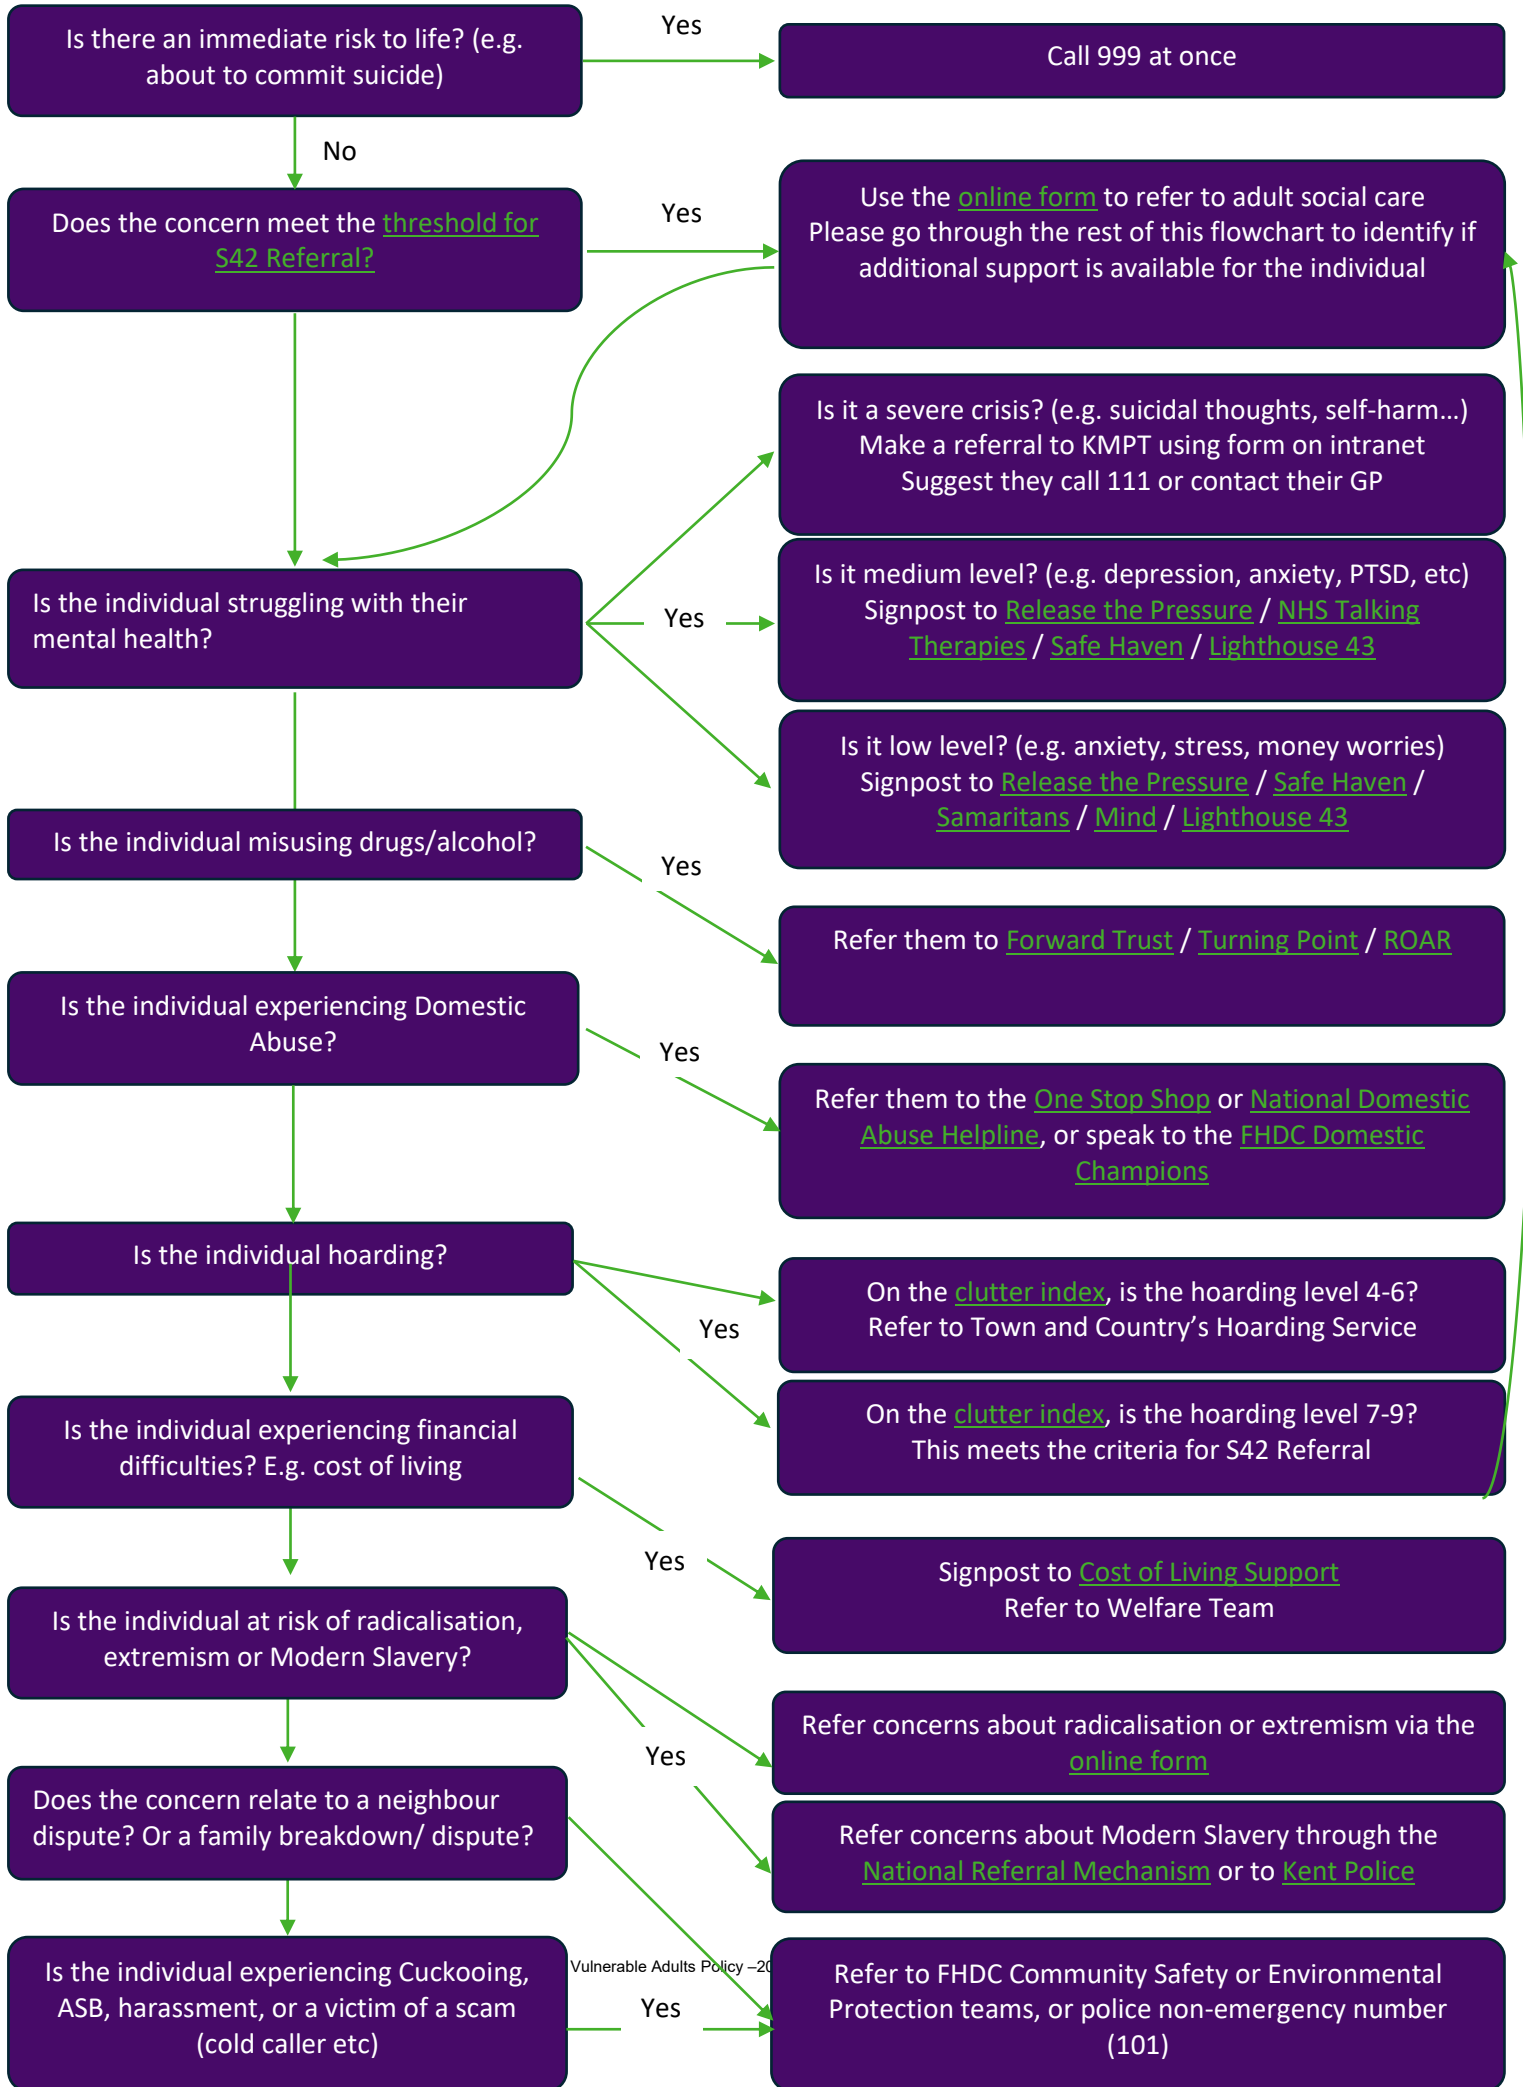 Is there an immediate risk to life? (e.g.
about to commit suicide)
Yes
Call 999 at once
No
Does the concern meet the threshold for
S42 Referral?
Yes
Use the online form to refer to adult social care
Please go through the rest of this flowchart to identify if
additional support is available for the individual
Is it a severe crisis? (e.g. suicidal thoughts, self-harm…)
Make a referral to KMPT using form on intranet
Suggest they call 111 or contact their GP
Is the individual struggling with their
mental health?
Yes
Is it medium level? (e.g. depression, anxiety, PTSD, etc)
Signpost to Release the Pressure / NHS Talking
Therapies / Safe Haven / Lighthouse 43
Is it low level? (e.g. anxiety, stress, money worries)
Signpost to Release the Pressure / Safe Haven /
Samaritans / Mind / Lighthouse 43
Is the individual misusing drugs/alcohol?
Yes
Refer them to Forward Trust / Turning Point / ROAR
Is the individual experiencing Domestic
Abuse?
Yes
Refer them to the One Stop Shop or National Domestic
Abuse Helpline, or speak to the FHDC Domestic
Champions
Is the individual hoarding?
Yes
On the clutter index, is the hoarding level 4-6?
Refer to Town and Country’s Hoarding Service
On the clutter index, is the hoarding level 7-9?
This meets the criteria for S42 Referral
Is the individual experiencing financial
difficulties? E.g. cost of living
Yes
Signpost to Cost of Living Support
Refer to Welfare Team
Is the individual at risk of radicalisation,
extremism or Modern Slavery?
Yes
Refer concerns about radicalisation or extremism via the
online form
Refer concerns about Modern Slavery through the
National Referral Mechanism or to Kent Police
Does the concern relate to a neighbour
dispute? Or a family breakdown/ dispute?
Is the individual experiencing Cuckooing,
ASB, harassment, or a victim of a scam
(cold caller etc)
Vulnerable Adults Policy –20
Yes
Refer to FHDC Community Safety or Environmental
Protection teams, or police non-emergency number
(101)